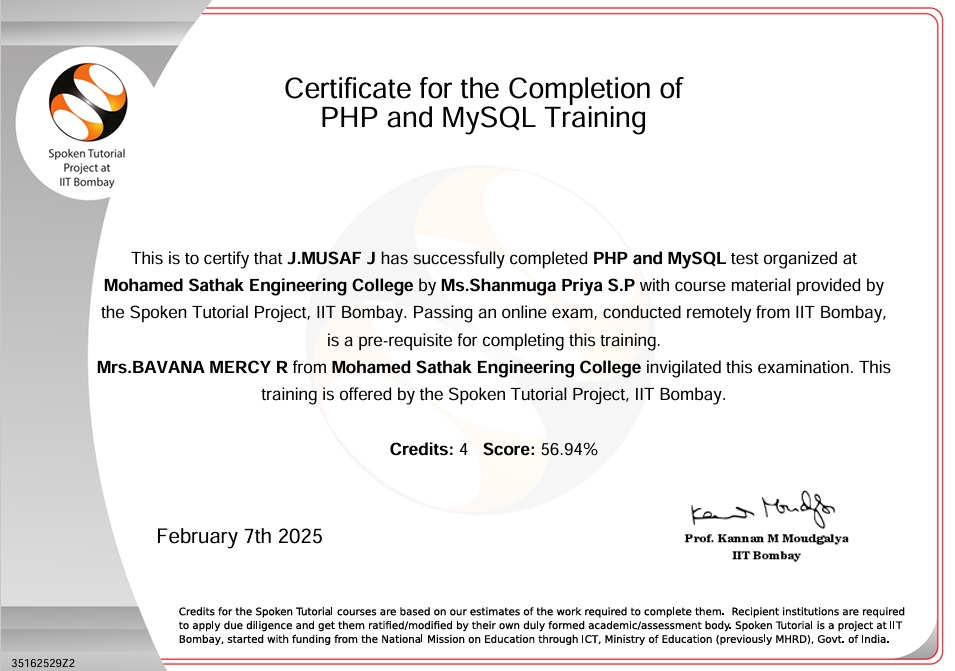 Certificate for the Completion of
PHP and MySQL Training
Spoken Tutorial
Project at
IIT Bombay
This is to certify that J.MUSAF J has successfully completed PHP and MySQL test organized at
Mohamed Sathak Engineering College by Ms.Shanmuga Priya S.P with course material provided by
the Spoken Tutorial Project, IIT Bombay. Passing an online exam, conducted remotely from IIT Bombay,
is a pre-requisite for completing this training.
Mrs.BAVANA MERCY R from Mohamed Sathak Engineering College invigilated this examination. This
training is offered by the Spoken Tutorial Project, IIT Bombay.
Credits: 4 Score: 56.94%
February 7th 2025
Prof. Kannan M Moudgalya
IIT Bombay
Credits for the Spoken Tutorial courses are based on our estimates of the work required to complete them. Recipient institutions are required
to apply due diligence and get them ratified/modified by their own duly formed academic/assessment body. Spoken Tutorial is a project at IIT
Bombay, started with funding from the National Mission on Education through ICT, Ministry of Education (previously MHRD), Govt. of India.
35162529Z2